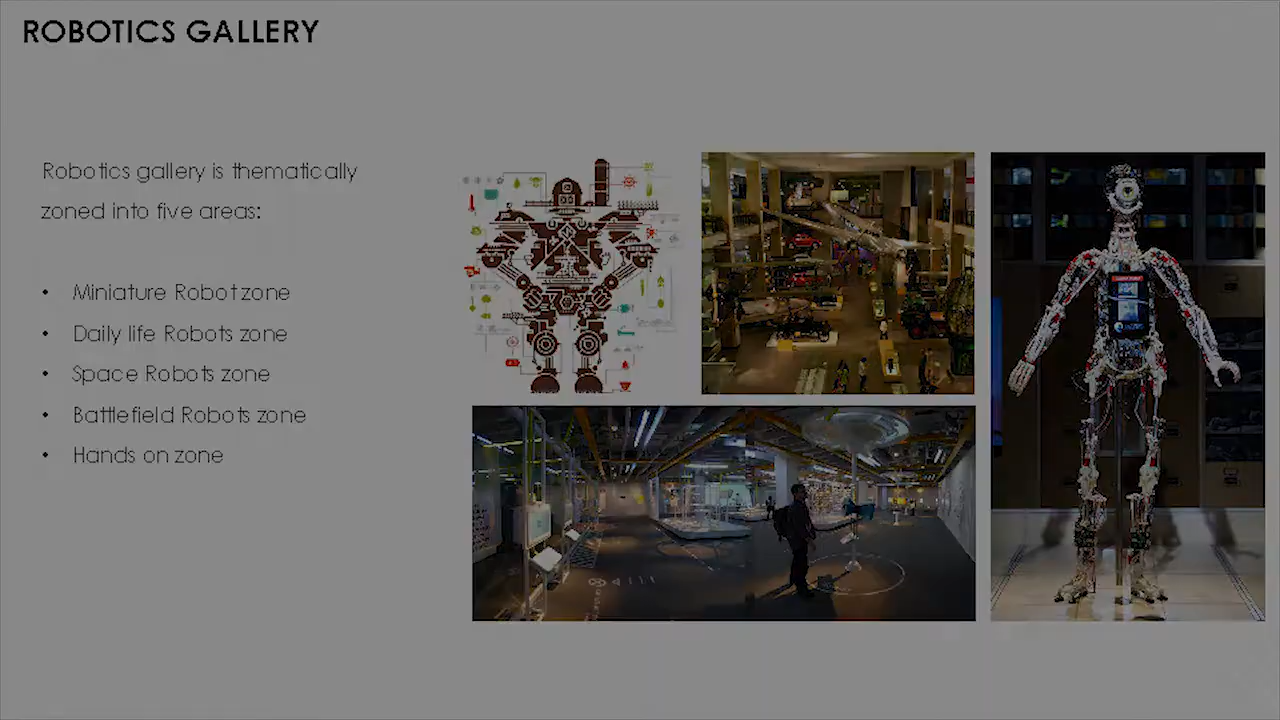 ROBOTICS GALLERY
Robotics gallery is thematically
zoned into five areas:
• Miniature Robot zone
• Daily life Robots zone
• Space Robots zone
• Battlefield Robots zone
• Hands on zone